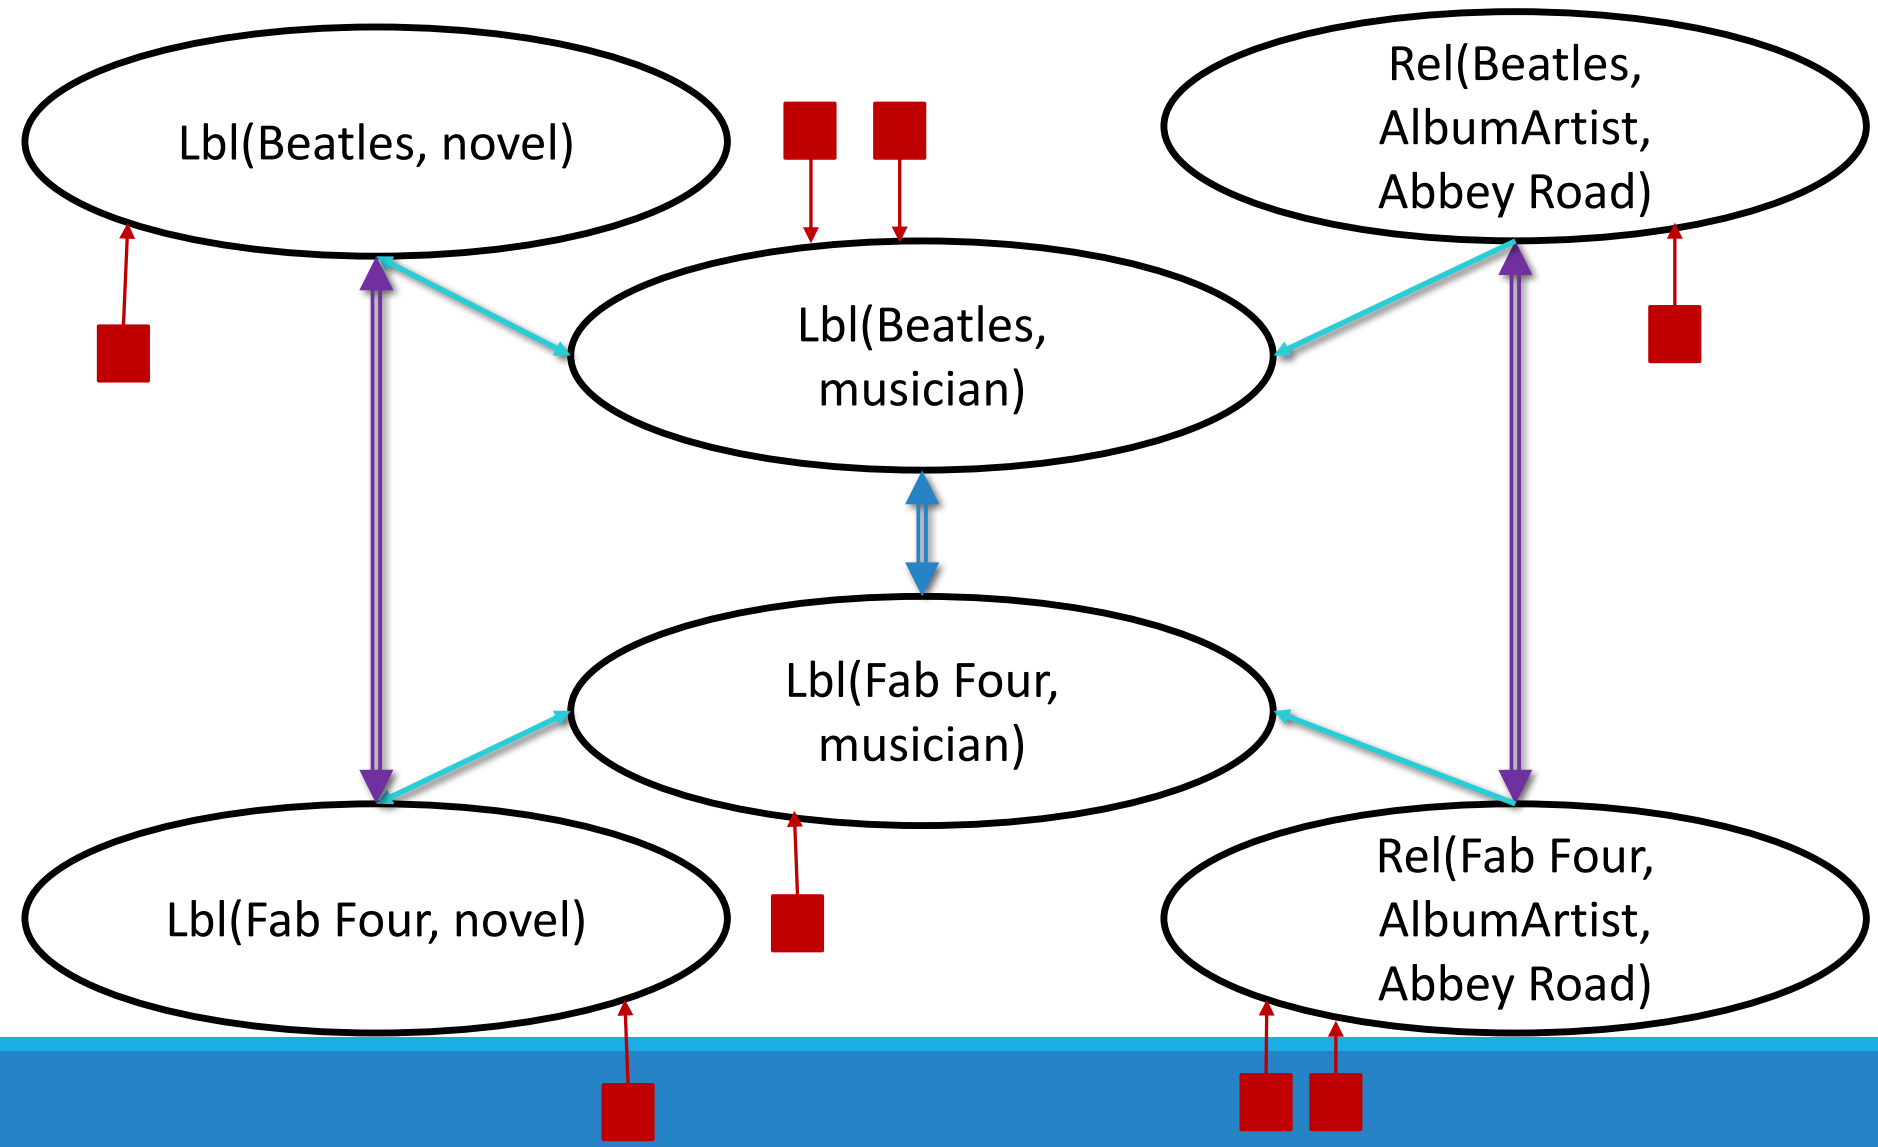 Lbl(Beatles, novel)
Rel(Beatles,
AlbumArtist,
Abbey Road)
Lbl(Beatles,
musician)
Lbl(Fab Four,
musician)
Lbl(Fab Four, novel)
Rel(Fab Four,
AlbumArtist,
Abbey Road)